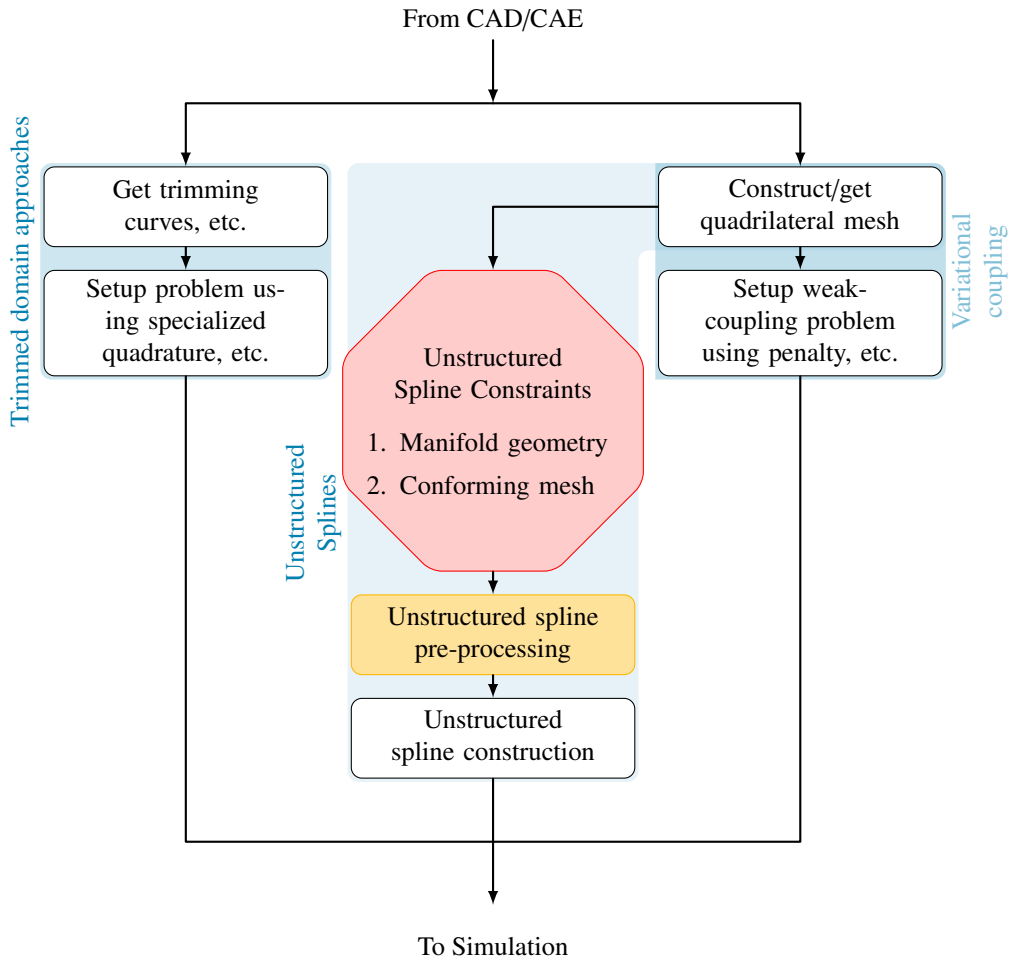 From CAD/CAE
Trimmed domain approaches
Get trimming
curves, etc.
Setup problem us-
ing specialized
quadrature, etc.
Construct/get
quadrilateral mesh
Setup weak-
coupling problem
using penalty, etc.
Variational
coupling
Unstructured
Spline Constraints
1. Manifold geometry
2. Conforming mesh
Unstructured
Splines
Unstructured spline
pre-processing
Unstructured
spline construction
To Simulation